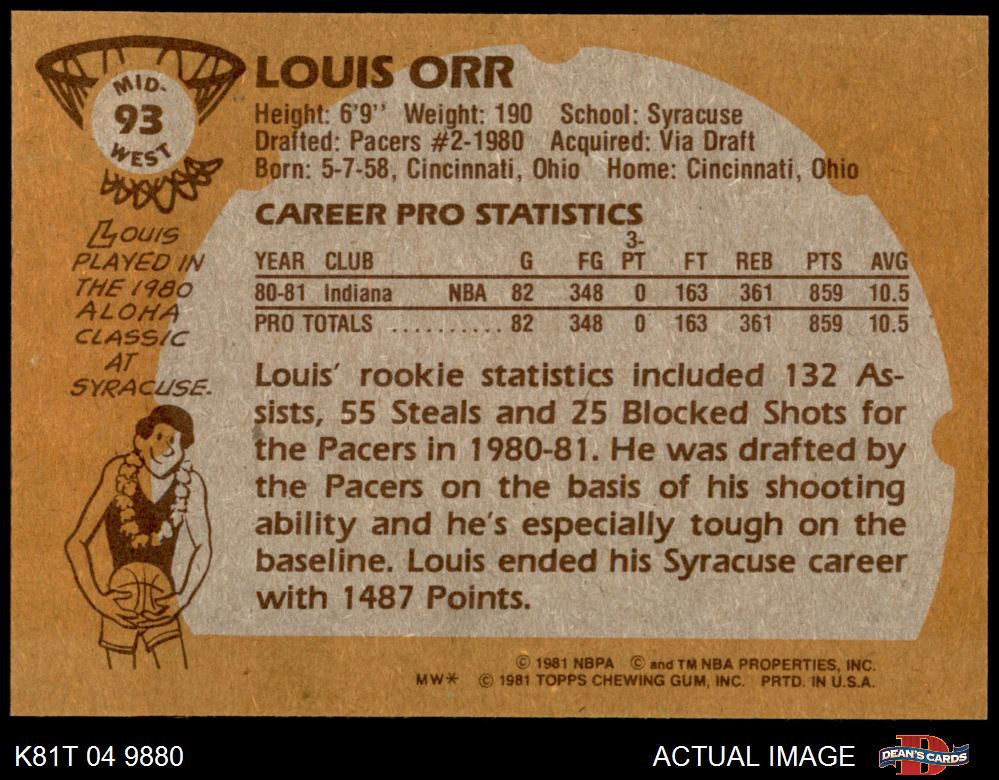 MID-
93
WEST
LOUIS ORR
Height: 6'9'' Weight: 190 School: Syracuse
Drafted: Pacers #2-1980 Acquired: Via Draft
Born: 5-7-58, Cincinnati, Ohio Home: Cincinnati, Ohio
LOUIS
PLAYED IN
THE 1980
ALOHA
CLASSIC
AT
SYRACUSE.
CAREER PRO STATISTICS
3-
YEAR CLUB G FG PT FT REB PTS AVG
80-81 Indiana NBA 82 348 0 163 361 859 10.5
PRO TOTALS .......... 82 348 0 163 361 859 10.5
Louis' rookie statistics included 132 As-
sists, 55 Steals and 25 Blocked Shots for
the Pacers in 1980-81. He was drafted by
the Pacers on the basis of his shooting
ability and he's especially tough on the
baseline. Louis ended his Syracuse career
with 1487 Points.
© 1981 NBPA © and TM NBA PROPERTIES, INC.
MW* © 1981 TOPPS CHEWING GUM, INC. PRTD. IN U.S.A.
K81T 04 9880
ACTUAL IMAGE
DEAN'S CARDS